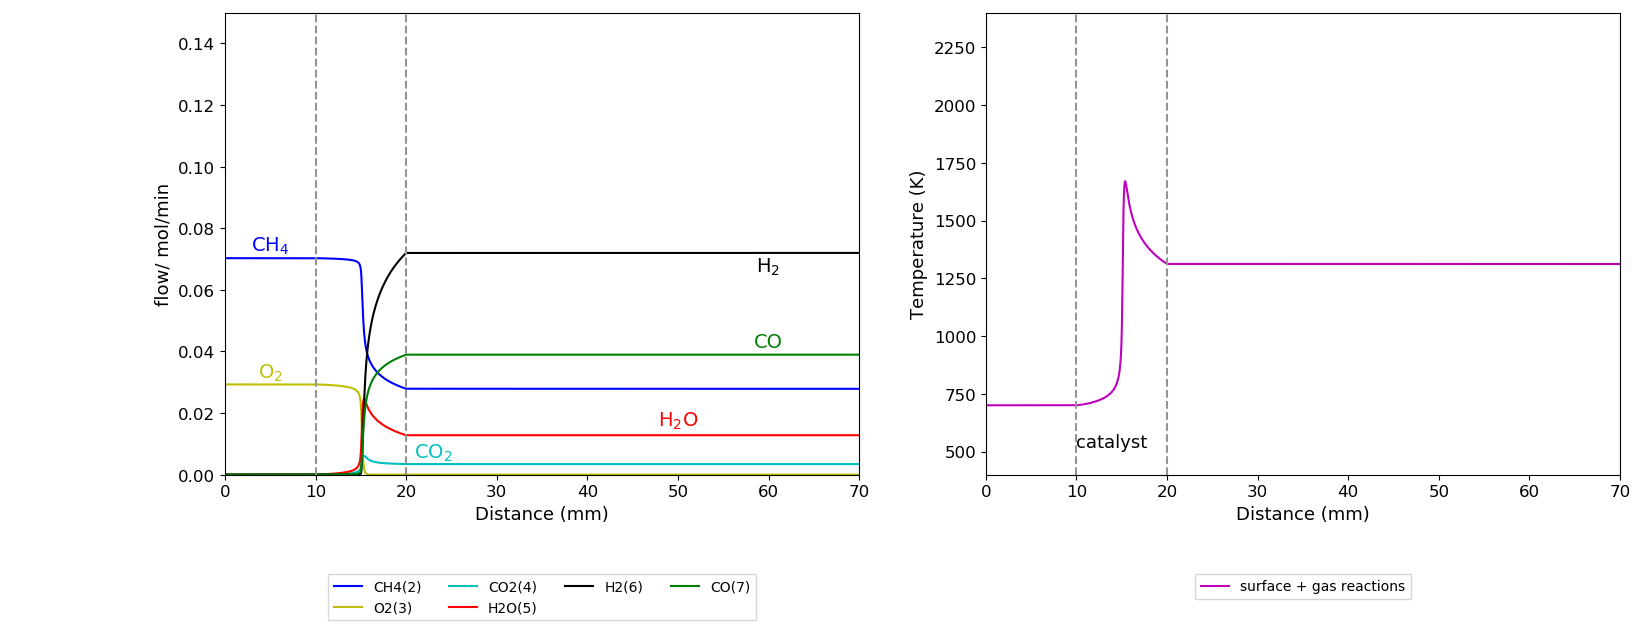 0.14
0.12
0.10
0.08
0.06
0.04
0.02
0.00
flow/ mol/min
CH₄
O₂
H₂
CO
H₂O
CO₂
0 10 20 30 40 50 60 70
Distance (mm)
CH4(2) CO2(4) H2(6) CO(7)
O2(3) H2O(5)
2250
2000
1750
1500
1250
1000
750
500
Temperature (K)
catalyst
0 10 20 30 40 50 60 70
Distance (mm)
surface + gas reactions